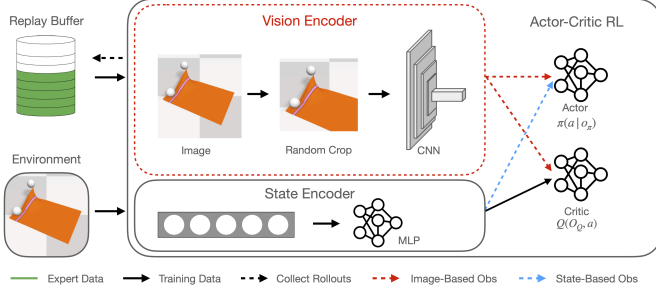 Replay Buffer
Vision Encoder
Actor-Critic RL
Image
Random Crop
CNN
Actor
π(a | oπ)
Environment
State Encoder
MLP
Critic
Q(O_Q, a)
Expert Data
Training Data
Collect Rollouts
Image-Based Obs
State-Based Obs